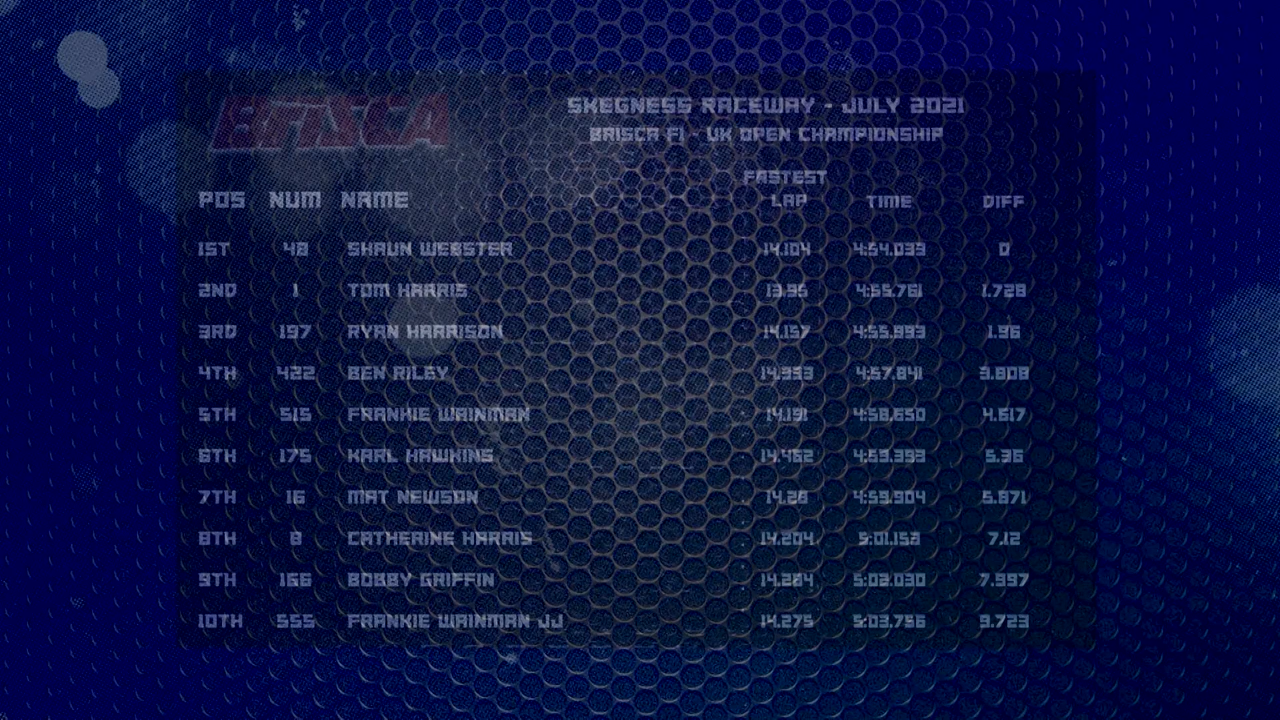 BRISCA
SKEGNESS RACEWAY - JULY 2021
BRISCA F1 - UK OPEN CHAMPIONSHIP
POS NUM NAME FASTEST LAP TIME DIFF
1ST 48 SHAUN WEBSTER 14.104 4:54.033 0
2ND 1 TOM HARRIS 13.95 4:55.761 1.728
3RD 197 RYAN HARRISON 14.157 4:55.993 1.96
4TH 422 BEN RILEY 14.393 4:57.841 3.808
5TH 515 FRANKIE WAINMAN 14.191 4:58.650 4.617
6TH 175 KARL HAWKINS 14.462 4:59.393 5.36
7TH 16 MAT NEWSON 14.28 4:59.904 5.871
8TH 8 CATHERINE HARRIS 14.204 5:01.153 7.12
9TH 166 BOBBY GRIFFIN 14.284 5:02.030 7.997
10TH 555 FRANKIE WAINMAN JJ 14.275 5:03.756 9.723